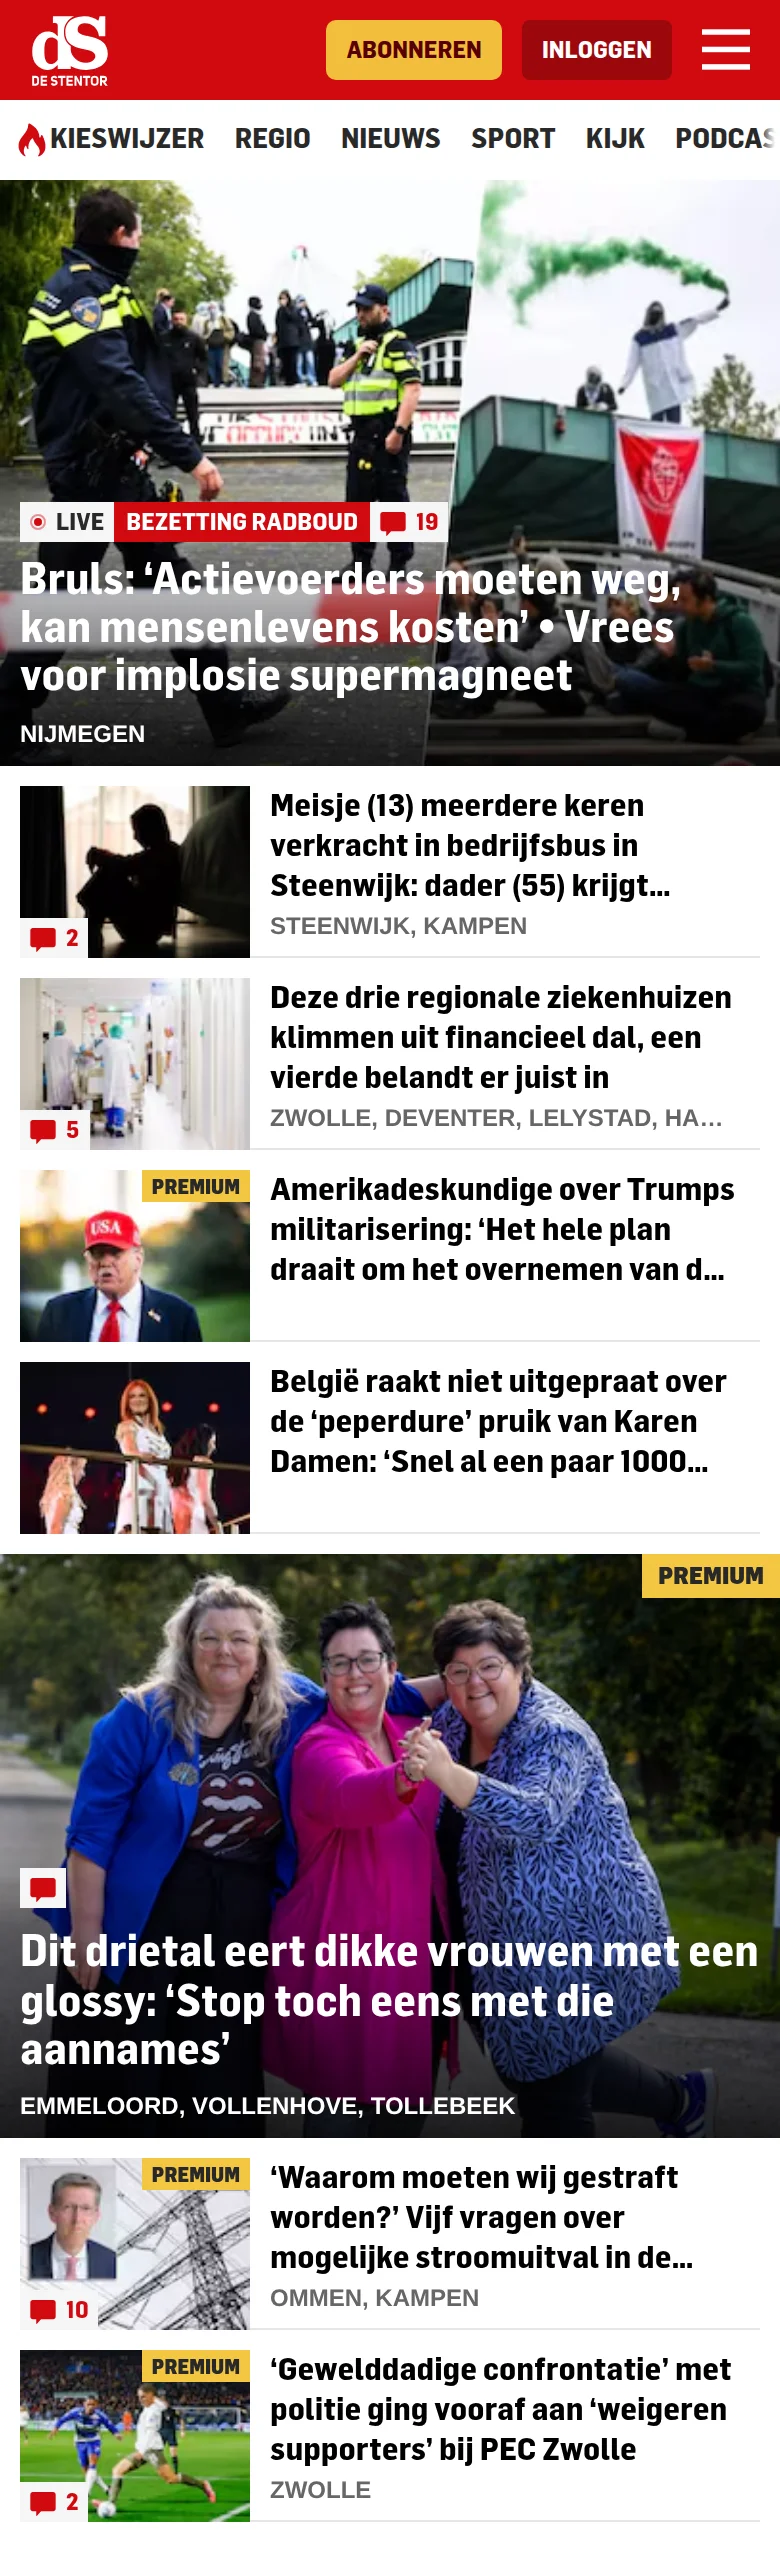 dS
DE STENTOR
ABONNEREN
INLOGGEN
KIESWIJZER REGIO NIEUWS SPORT KIJK PODCAS
LIVE BEZETTING RADBOUD 19
Bruls: ‘Actievoerders moeten weg,
kan mensenlevens kosten’ • Vrees
voor implosie supermagneet
NIJMEGEN
Meisje (13) meerdere keren
verkracht in bedrijfsbus in
Steenwijk: dader (55) krijgt...
STEENWIJK, KAMPEN
2
Deze drie regionale ziekenhuizen
klimmen uit financieel dal, een
vierde belandt er juist in
ZWOLLE, DEVENTER, LELYSTAD, HA...
5
PREMIUM
USA
Amerikadeskundige over Trumps
militarisering: ‘Het hele plan
draait om het overnemen van d...
België raakt niet uitgepraat over
de ‘peperdure’ pruik van Karen
Damen: ‘Snel al een paar 1000...
PREMIUM
Dit drietal eert dikke vrouwen met een
glossy: ‘Stop toch eens met die
aannames’
EMMELOORD, VOLLENHOVE, TOLLEBEEK
PREMIUM
‘Waarom moeten wij gestraft
worden?’ Vijf vragen over
mogelijke stroomuitval in de...
OMMEN, KAMPEN
10
PREMIUM
‘Gewelddadige confrontatie’ met
politie ging vooraf aan ‘weigeren
supporters’ bij PEC Zwolle
ZWOLLE
2